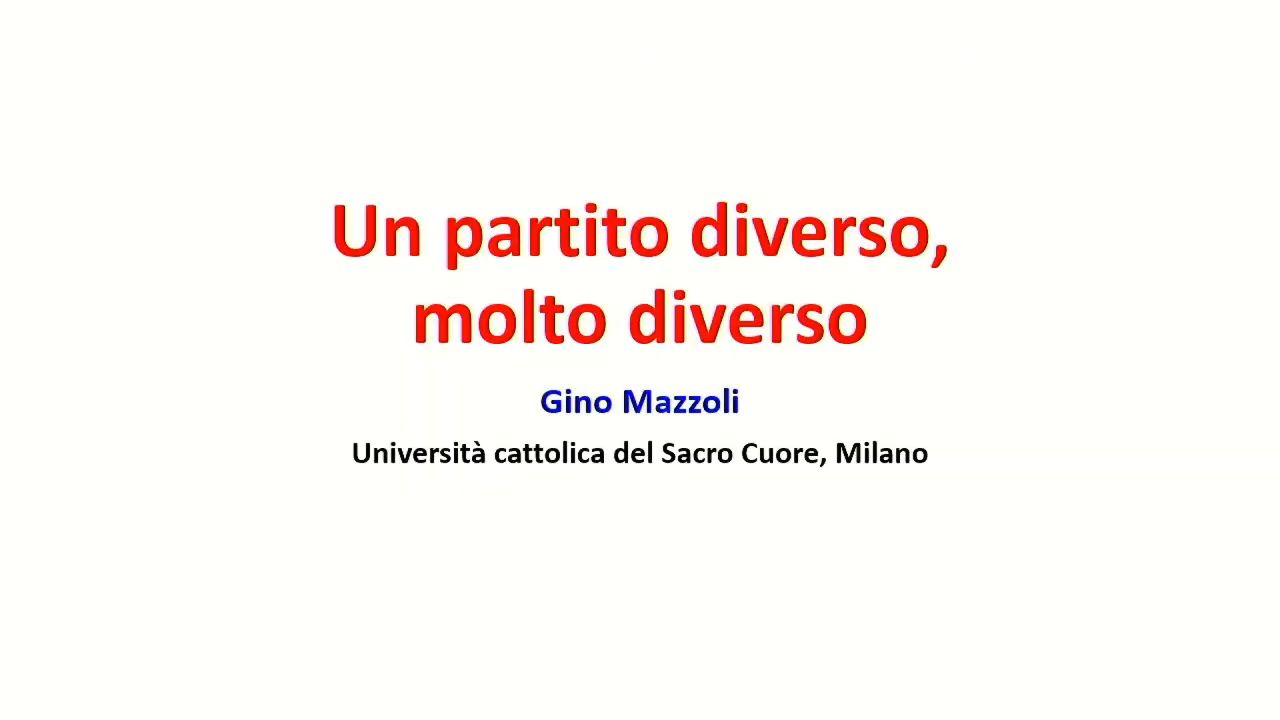 Un partito diverso,
molto diverso
Gino Mazzoli
Università cattolica del Sacro Cuore, Milano